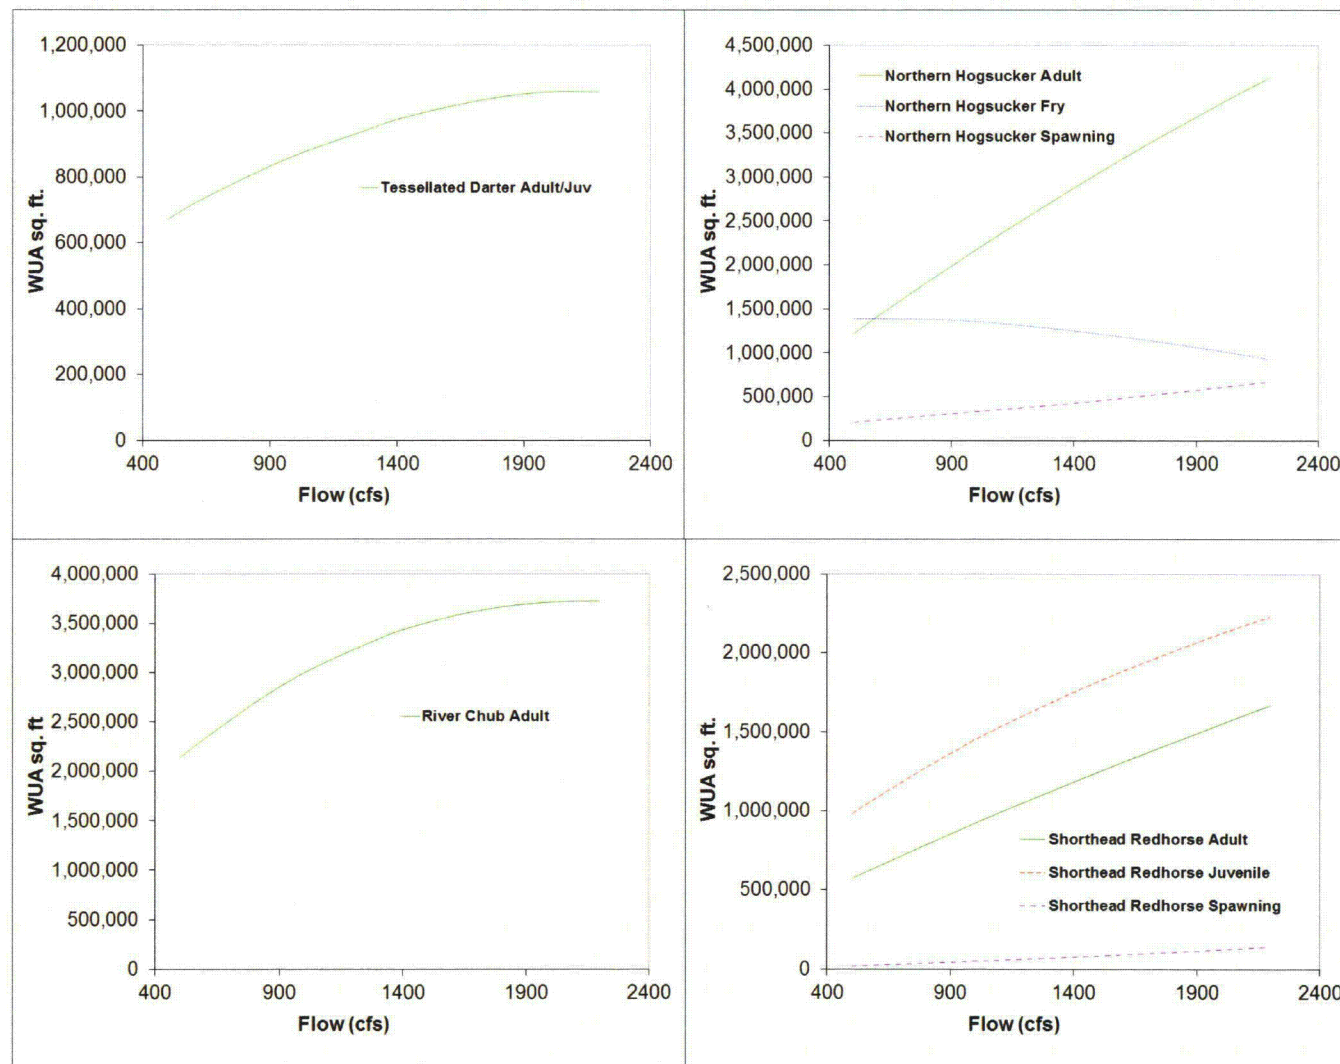 1,200,000
1,000,000
800,000
600,000
400,000
200,000
0
WUA sq. ft.
Tessellated Darter Adult/Juv
400 900 1400 1900 2400
Flow (cfs)
4,500,000
4,000,000
3,500,000
3,000,000
2,500,000
2,000,000
1,500,000
1,000,000
500,000
0
WUA sq. ft.
Northern Hogsucker Adult
Northern Hogsucker Fry
Northern Hogsucker Spawning
400 900 1400 1900 2400
Flow (cfs)
4,000,000
3,500,000
3,000,000
2,500,000
2,000,000
1,500,000
1,000,000
500,000
0
WUA sq. ft
River Chub Adult
400 900 1400 1900 2400
Flow (cfs)
2,500,000
2,000,000
1,500,000
1,000,000
500,000
0
WUA sq. ft.
Shorthead Redhorse Adult
Shorthead Redhorse Juvenile
Shorthead Redhorse Spawning
400 900 1400 1900 2400
Flow (cfs)